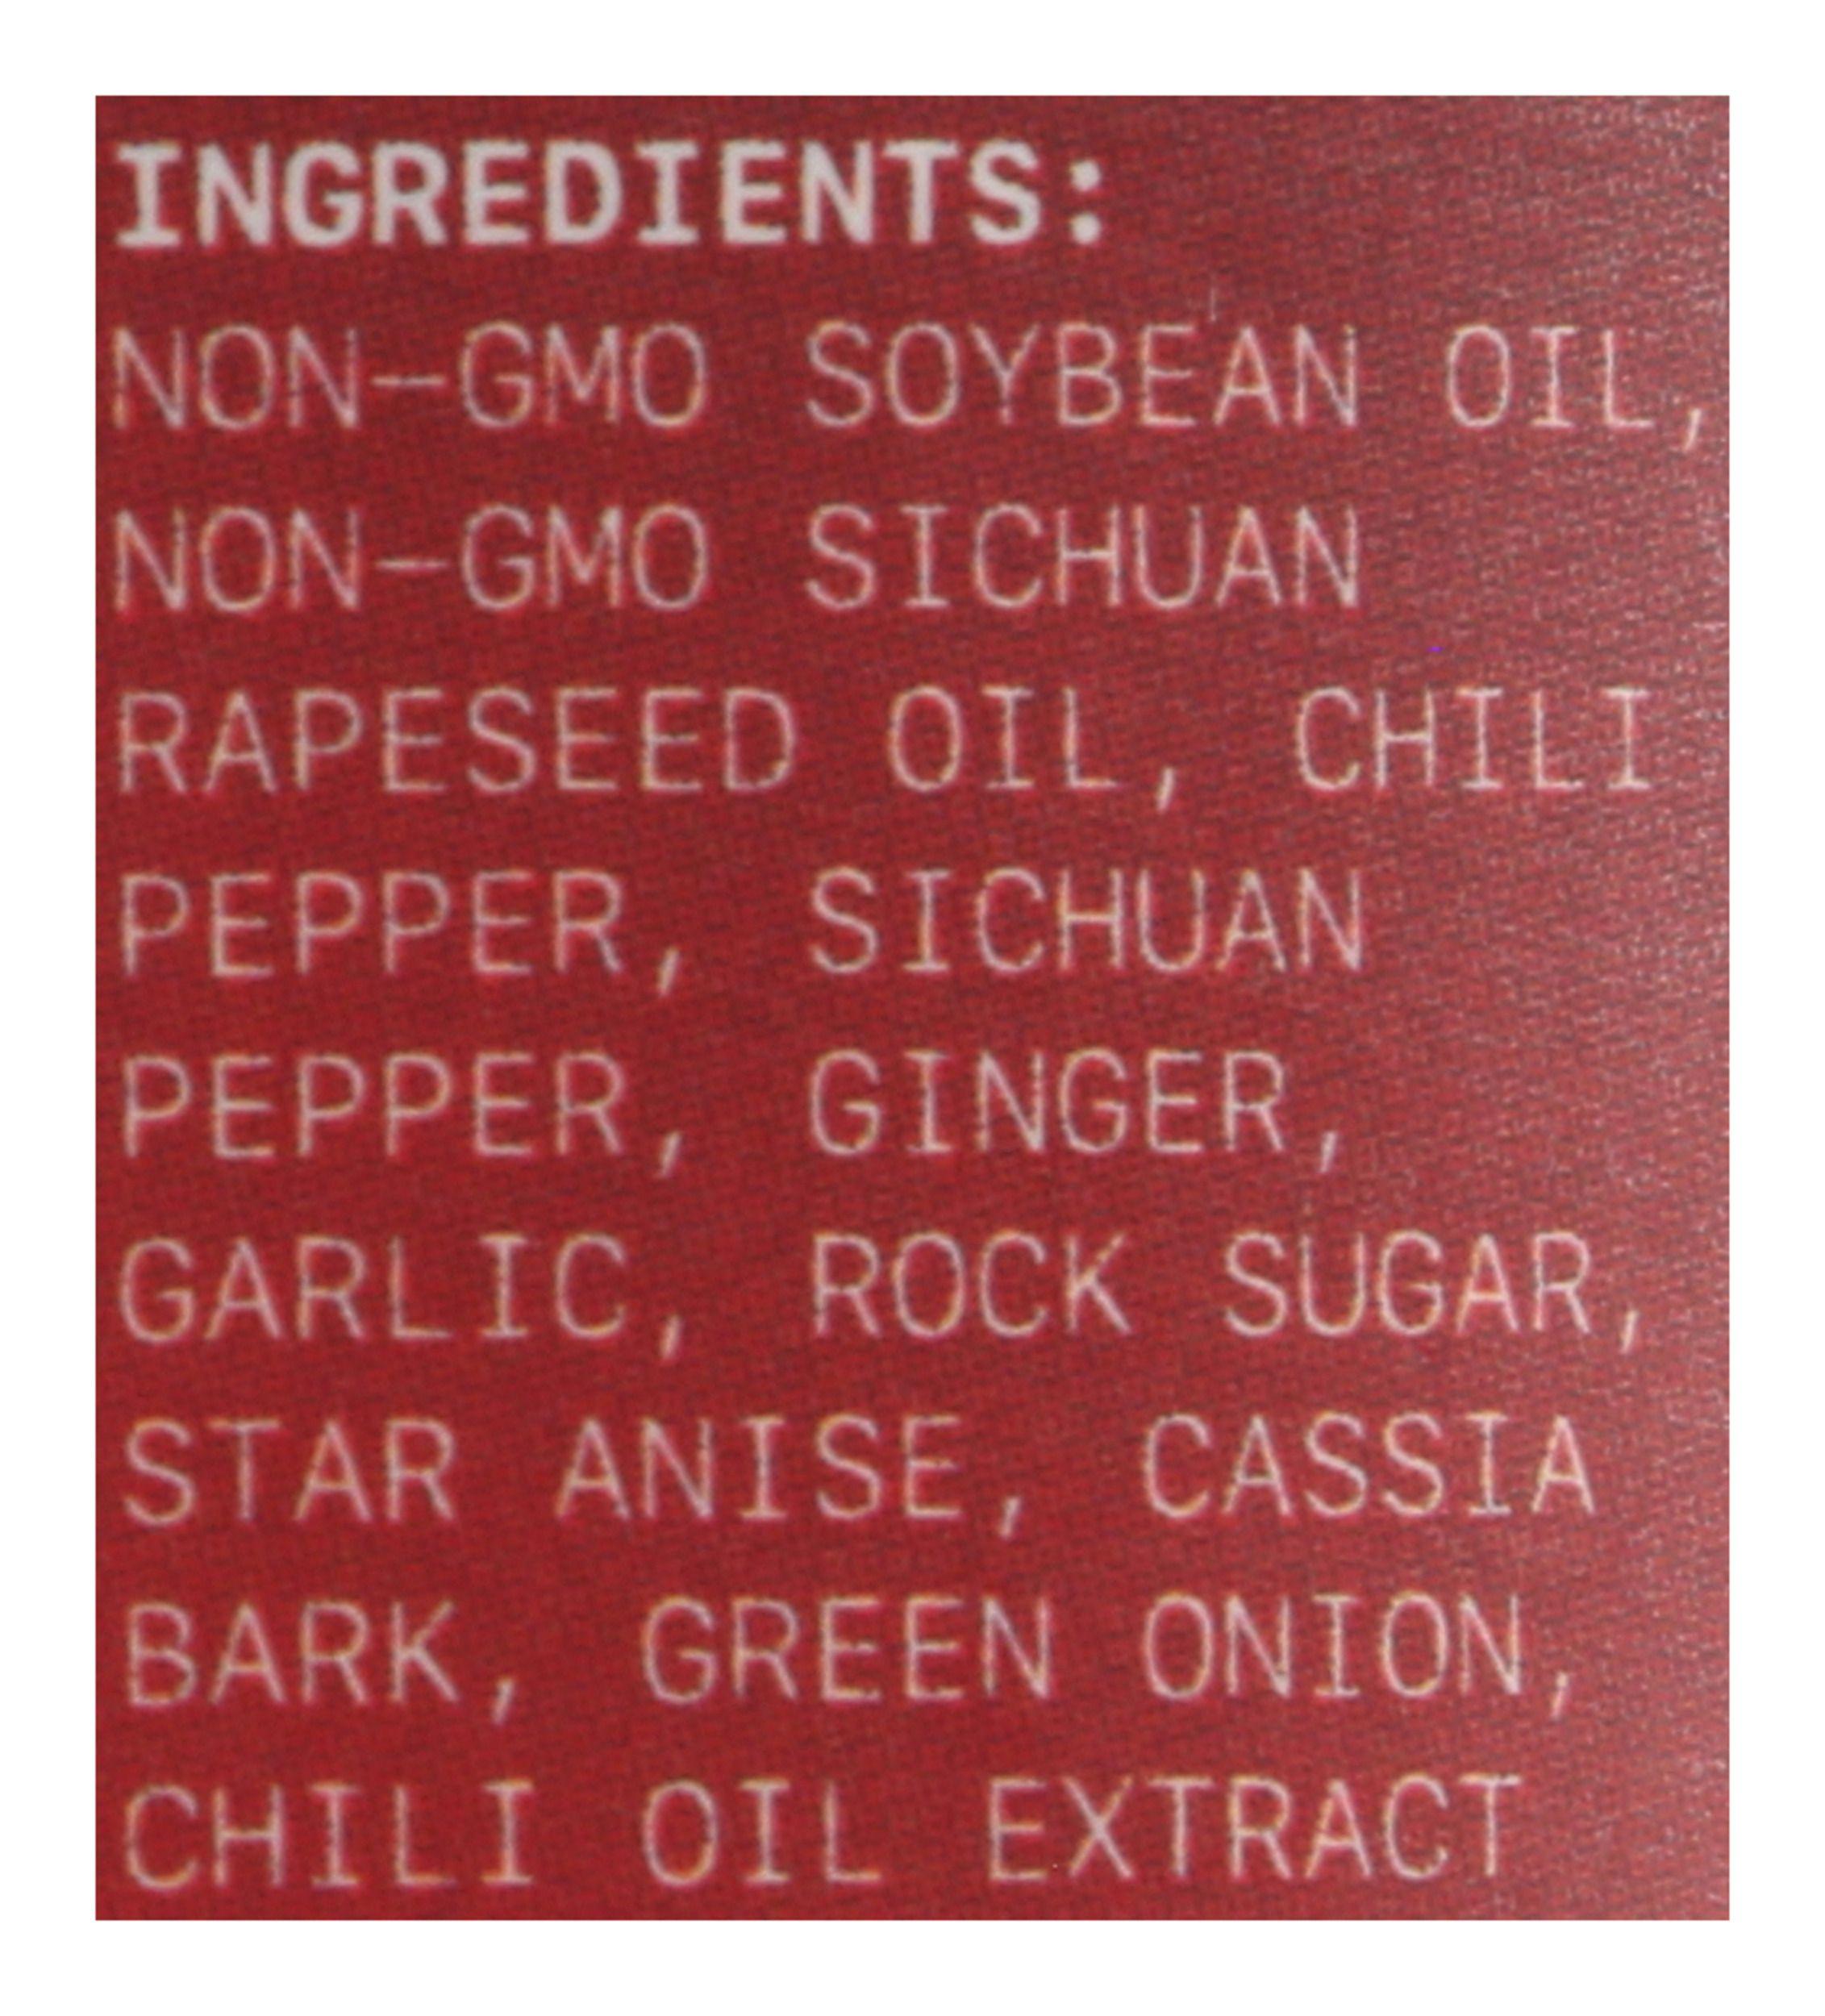 INGREDIENTS:
NON-GMO SOYBEAN OIL,
NON-GMO SICHUAN
RAPESEED OIL, CHILI
PEPPER, SICHUAN
PEPPER, GINGER,
GARLIC, ROCK SUGAR,
STAR ANISE, CASSIA
BARK, GREEN ONION,
CHILI OIL EXTRACT